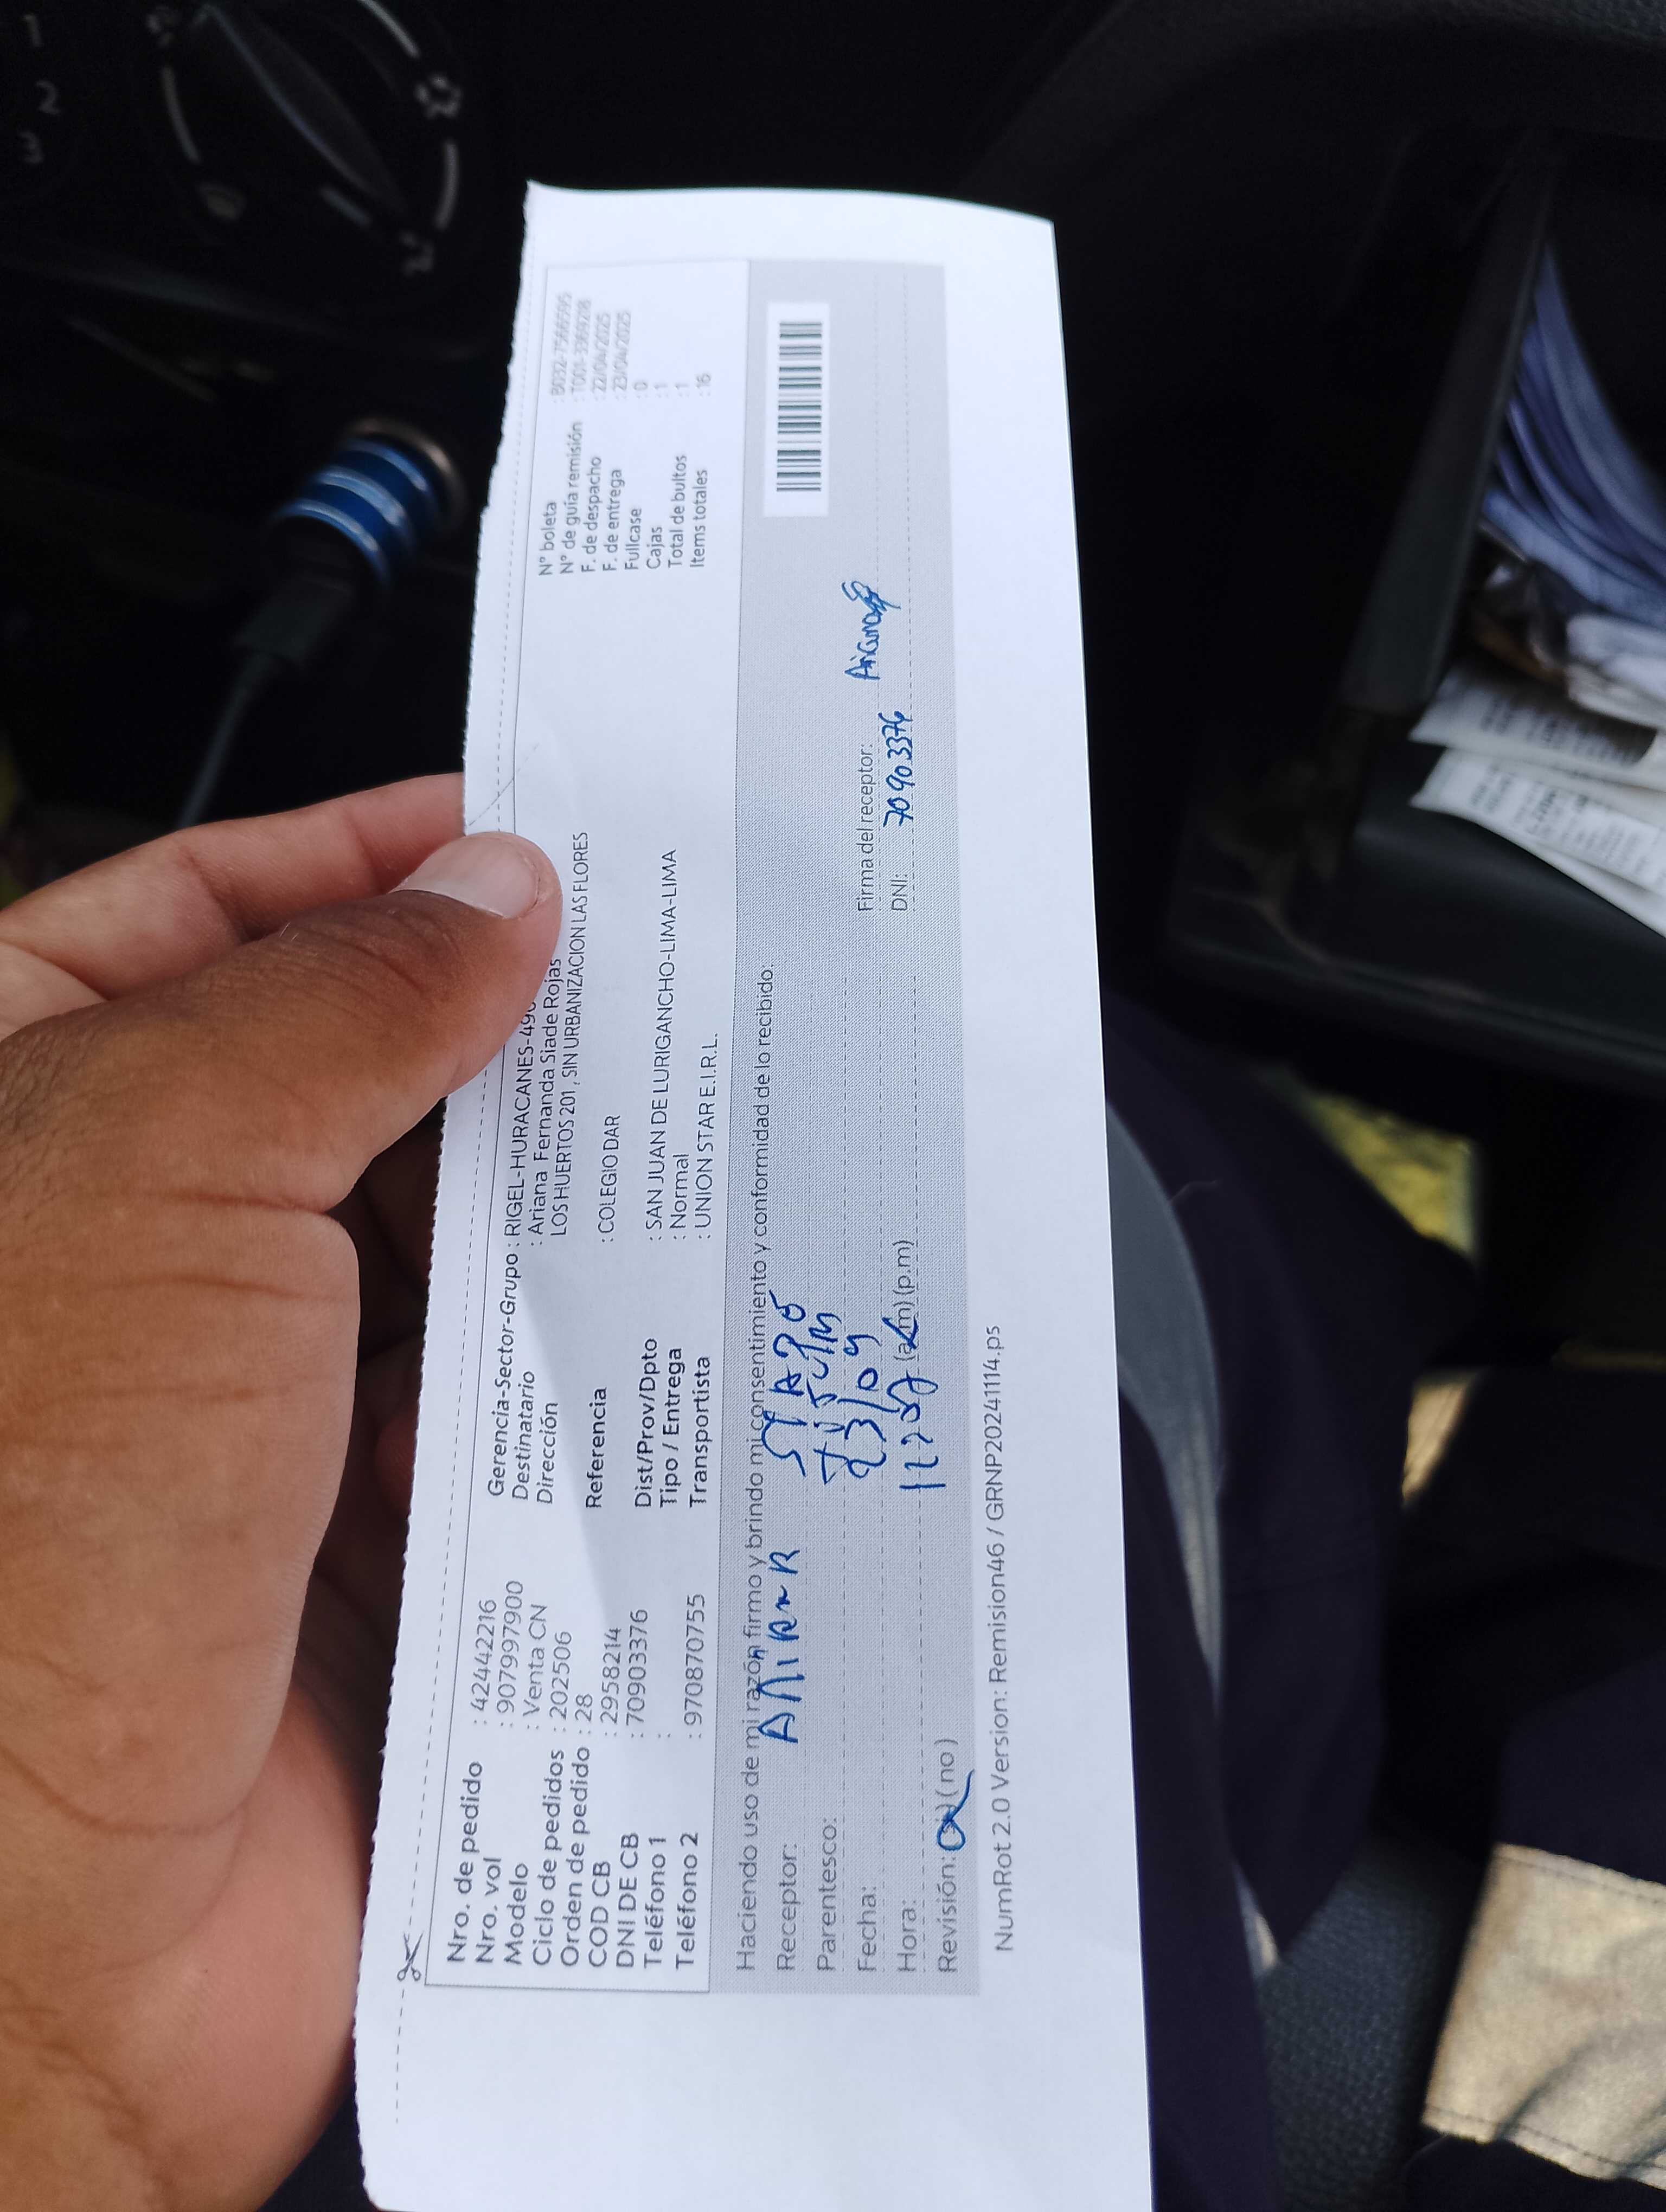 Nro. de pedido : 42442216
Nro. vol : 907997900
Modelo : Venta CN
Ciclo de pedidos : 202506
Orden de pedido : 28
COD CB : 2958214
DNI DE CB : 70903376
Teléfono 1 :
Teléfono 2 : 970870755
Gerencia-Sector-Grupo : RIGEL-HURACANES-
Destinatario : Ariana Fernanda Siade Rojas
Dirección LOS HUERTOS 201 , SIN URBANIZACION LAS FLORES
Referencia : COLEGIO DAR
Dist/Prov/Dpto : SAN JUAN DE LURIGANCHO-LIMA-LIMA
Tipo / Entrega : Normal
Transportista : UNION STAR E.I.R.L.
N° boleta
N° de guía remisión
F. de despacho : 22/04/2025
F. de entrega : 23/04/2025
Fullcase : 0
Cajas : 1
Total de bultos : 1
Items totales : 16
Haciendo uso de mi razón firmo y brindo mi consentimiento y conformidad de lo recibido:
Receptor:
Parentesco:
Fecha: 23/04
Hora: (a.m) (p.m)
Revisión: (no)
Firma del receptor:
DNI: 70903376
NumRot 2.0 Version: Remision46 / GRNP20241114.ps
1
2
3